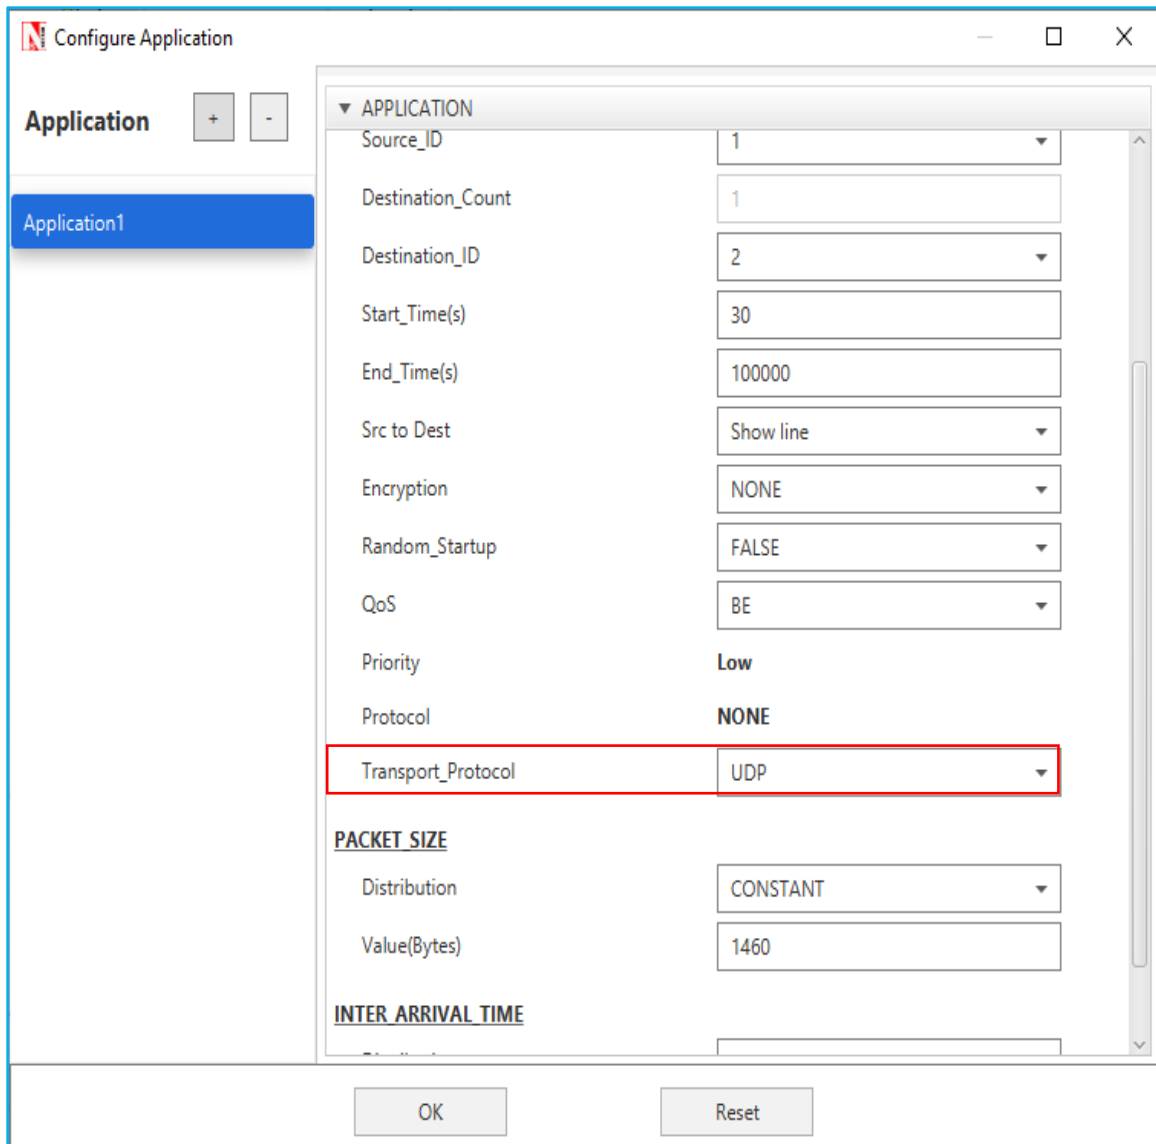 Configure Application
Application + -
Application1
APPLICATION
Source_ID 1
Destination_Count 1
Destination_ID 2
Start_Time(s) 30
End_Time(s) 100000
Src to Dest Show line
Encryption NONE
Random_Startup FALSE
QoS BE
Priority Low
Protocol NONE
Transport_Protocol UDP
PACKET_SIZE
Distribution CONSTANT
Value(Bytes) 1460
INTER_ARRIVAL_TIME
OK Reset